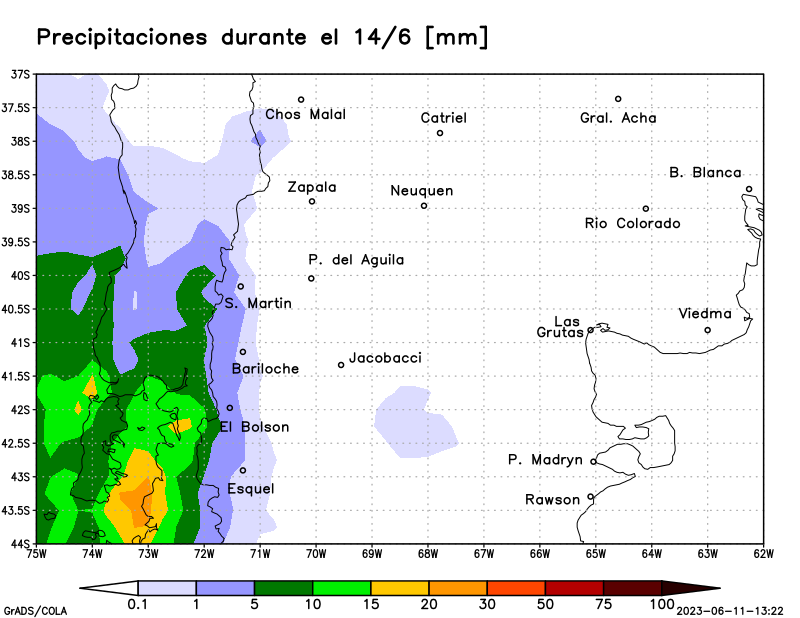 Precipitaciones durante el 14/6 [mm]
37S
37.5S
Chos Malal
Catriel
Gral. Acha
38S
38.5S
B. Blanca
Zapala
Neuquen
39S
Rio Colorado
39.5S
P. del Aguila
40S
S. Martin
40.5S
Viedma
Las
Grutas
41S
Jacobacci
Bariloche
41.5S
42S
El Bolson
42.5S
P. Madryn
43S
Esquel
Rawson
43.5S
44S
75W 74W 73W 72W 71W 70W 69W 68W 67W 66W 65W 64W 63W 62W
0.1 1 5 10 15 20 30 50 75 100
GrADS/COLA
2023-06-11-13:22